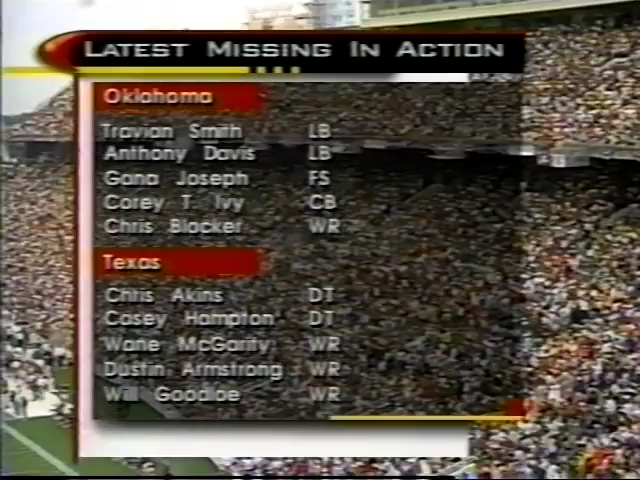 LATEST MISSING IN ACTION
Oklahoma
Travian Smith LB
Anthony Davis LB
Gana Joseph FS
Corey T. Ivy CB
Chris Blocker WR
Texas
Chris Akins DT
Casey Hampton DT
Wane McGarity WR
Dustin Armstrong WR
Will Goodloe WR